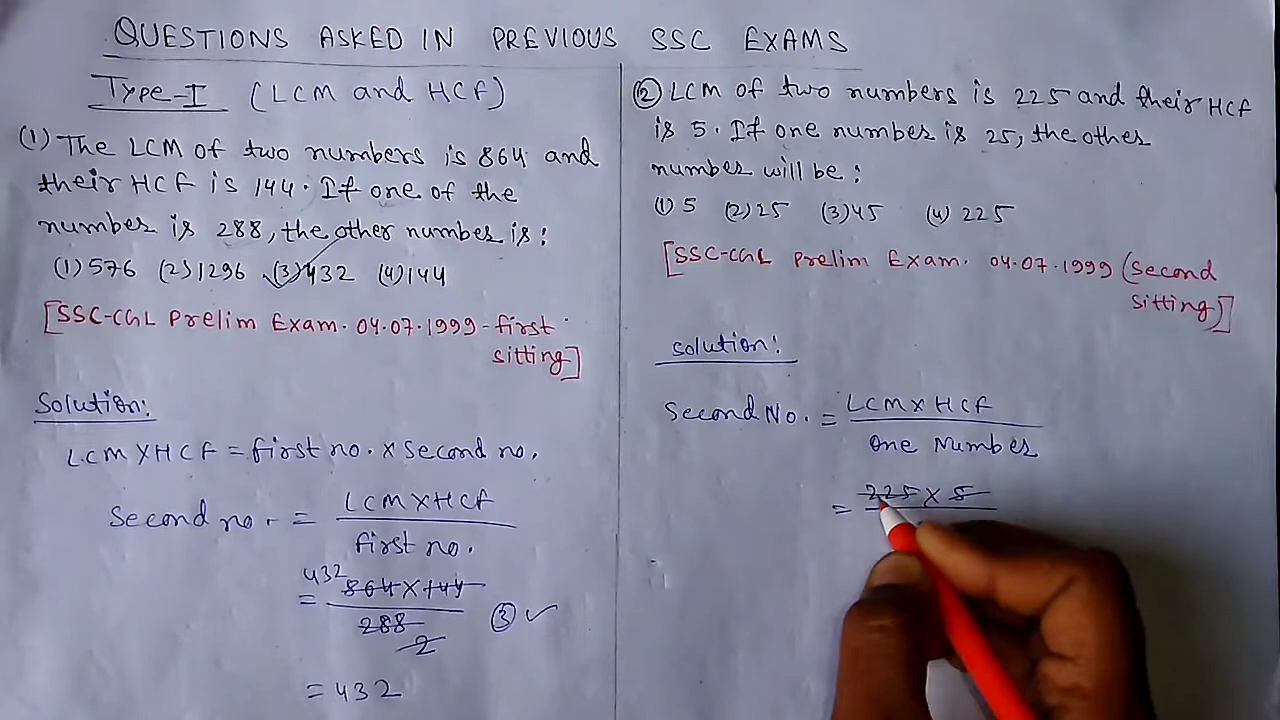 QUESTIONS ASKED IN PREVIOUS SSC EXAMS
Type-I (LCM and HCF)
(1) The LCM of two numbers is 864 and
their HCF is 144. If one of the
number is 288, the other number is:
(1) 576 (2) 1296 (3) 432 (4) 144
[SSC-CGL Prelim Exam. 04.07.1999 - first
sitting]
Solution:
LCM X HCF = first no. x second no.
Second no. = LCM X HCF
first no.
432
= 864 X 144
288
2
③ ✓
= 432
② LCM of two numbers is 225 and their HCF
is 5. If one number is 25, the other
number will be:
(1) 5 (2) 25 (3) 45 (4) 225
[SSC-CGL Prelim Exam. 04.07.1999 (Second
sitting)]
Solution:
Second No. = LCM X HCF
One Number
= 225 X 5